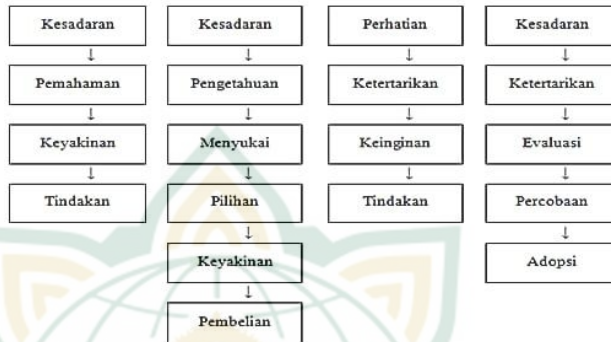 Kesadaran
↓
Pemahaman
↓
Keyakinan
↓
Tindakan
Kesadaran
↓
Pengetahuan
↓
Menyukai
↓
Pilihan
↓
Keyakinan
↓
Pembelian
Perhatian
↓
Ketertarikan
↓
Keinginan
↓
Tindakan
Kesadaran
↓
Ketertarikan
↓
Evaluasi
↓
Percobaan
↓
Adopsi